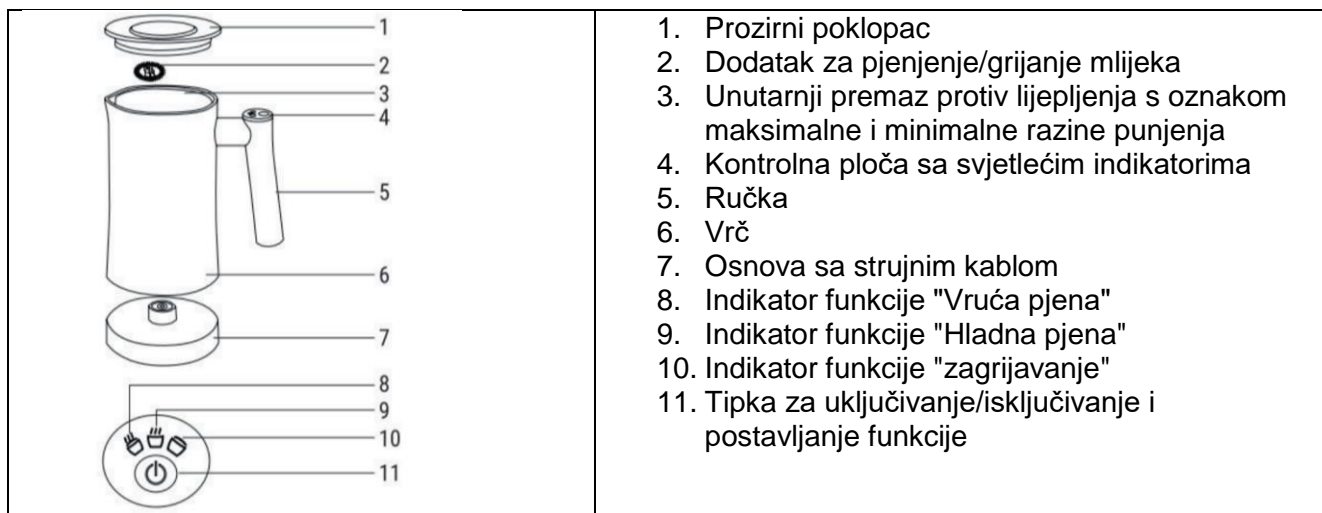 1
2
3
4
5
6
7
8
9
10
11
1. Prozirni poklopac
2. Dodatak za pjenjenje/grijanje mlijeka
3. Unutarnji premaz protiv lijepljenja s oznakom
maksimalne i minimalne razine punjenja
4. Kontrolna ploča sa svjetlećim indikatorima
5. Ručka
6. Vrč
7. Osnova sa strujnim kablom
8. Indikator funkcije "Vruća pjena"
9. Indikator funkcije "Hladna pjena"
10. Indikator funkcije "zagrijavanje"
11. Tipka za uključivanje/isključivanje i
postavljanje funkcije